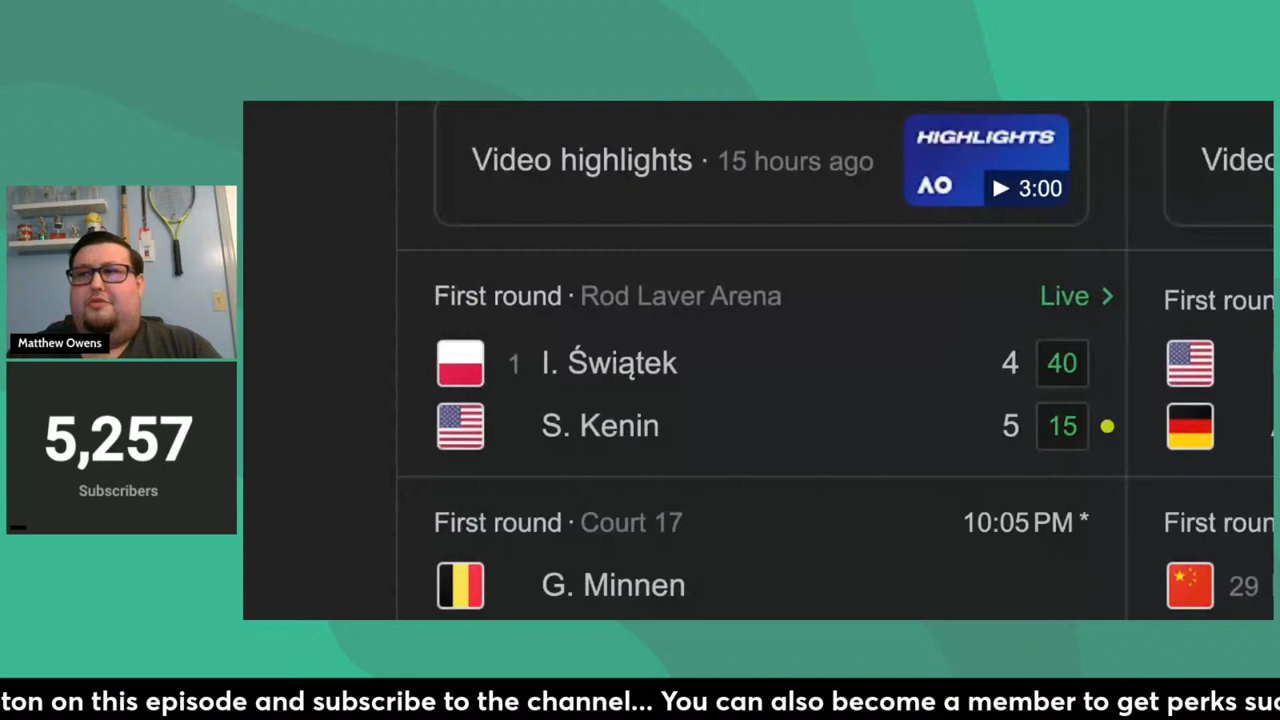 Video highlights · 15 hours ago
HIGHLIGHTS
AO
3:00
Video
First round · Rod Laver Arena
Live
1 I. Świątek 4 40
S. Kenin 5 15
First round · Court 17
10:05 PM *
G. Minnen
First roun
First roun
29
Matthew Owens
5,257
Subscribers
ton on this episode and subscribe to the channel... You can also become a member to get perks suc